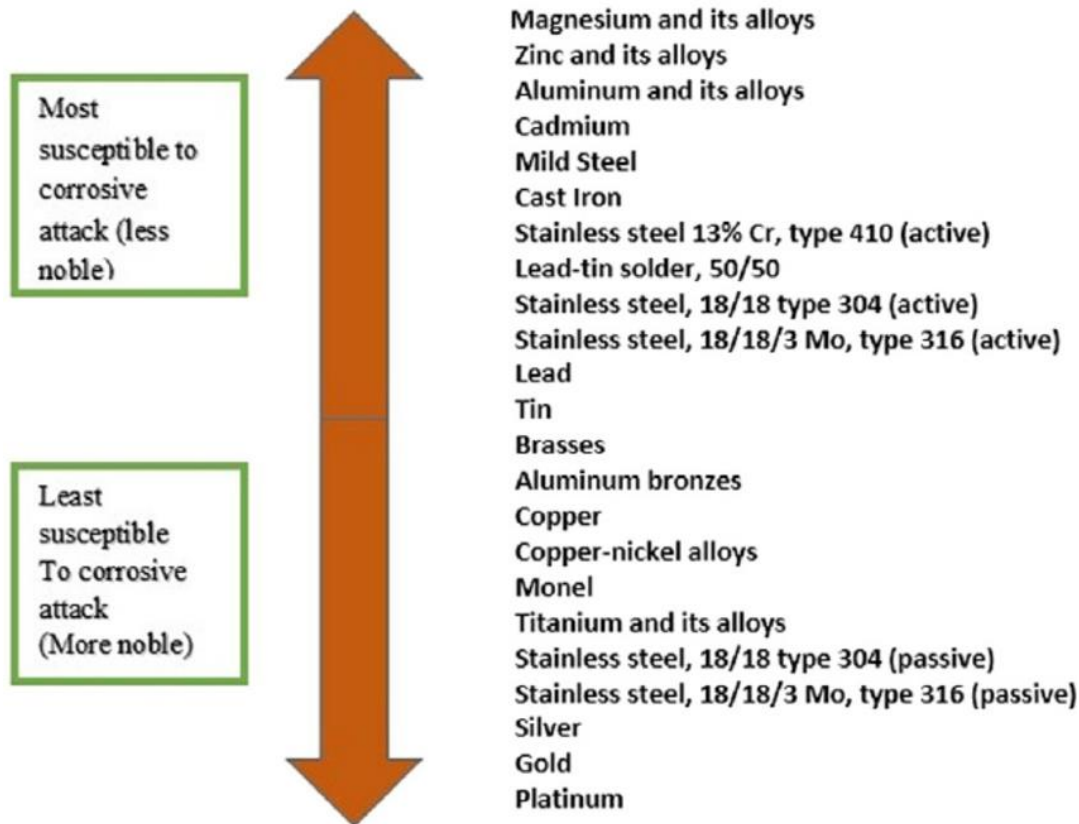 Most
susceptible to
corrosive
attack (less
noble)
Least
susceptible
To corrosive
attack
(More noble)
Magnesium and its alloys
Zinc and its alloys
Aluminum and its alloys
Cadmium
Mild Steel
Cast Iron
Stainless steel 13% Cr, type 410 (active)
Lead-tin solder, 50/50
Stainless steel, 18/18 type 304 (active)
Stainless steel, 18/18/3 Mo, type 316 (active)
Lead
Tin
Brasses
Aluminum bronzes
Copper
Copper-nickel alloys
Monel
Titanium and its alloys
Stainless steel, 18/18 type 304 (passive)
Stainless steel, 18/18/3 Mo, type 316 (passive)
Silver
Gold
Platinum